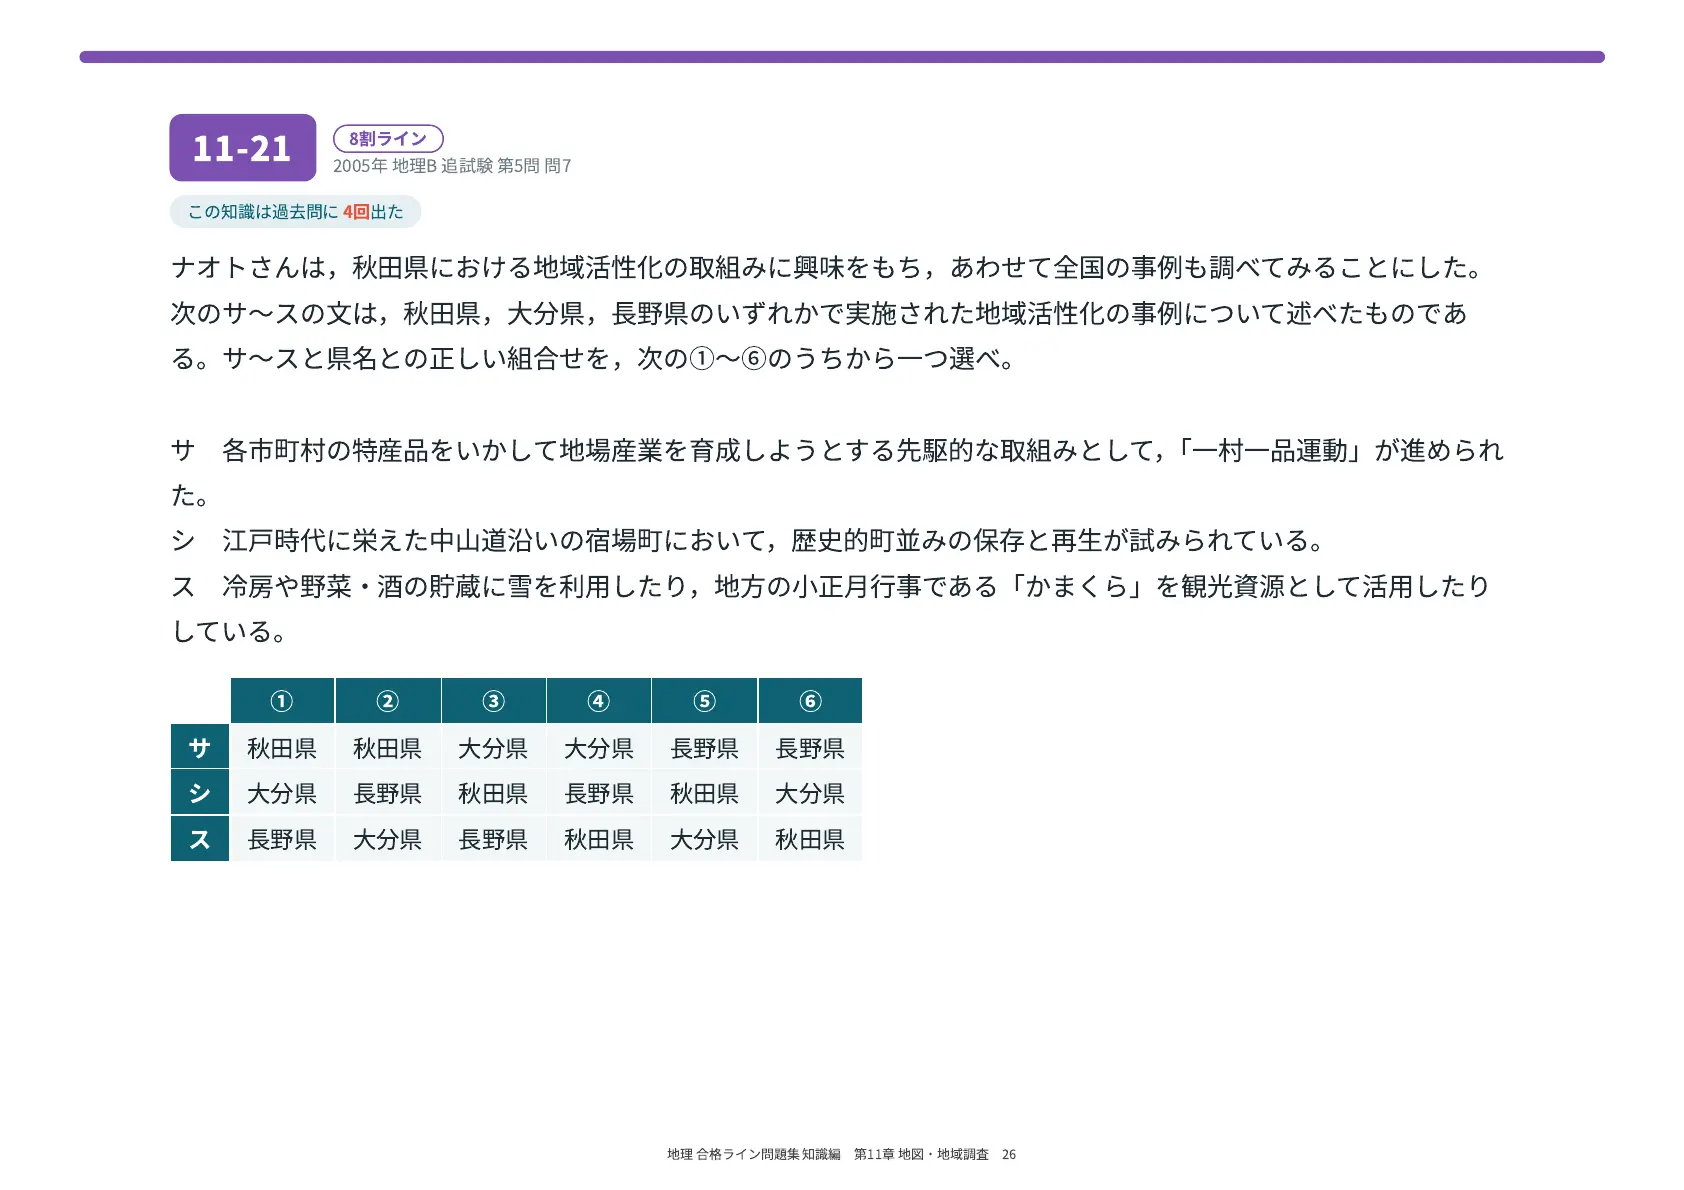 11-21
8割ライン
2005年 地理B 追試験 第5問 問7
この知識は過去問に 4回出た
ナオトさんは，秋田県における地域活性化の取組みに興味をもち，あわせて全国の事例も調べてみることにした。
次のサ〜スの文は，秋田県，大分県，長野県のいずれかで実施された地域活性化の事例について述べたものであ
る。サ〜スと県名との正しい組合せを，次の①〜⑥のうちから一つ選べ。
サ　各市町村の特産品をいかして地場産業を育成しようとする先駆的な取組みとして，「一村一品運動」が進められ
た。
シ　江戸時代に栄えた中山道沿いの宿場町において，歴史的町並みの保存と再生が試みられている。
ス　冷房や野菜・酒の貯蔵に雪を利用したり，地方の小正月行事である「かまくら」を観光資源として活用したり
している。
① ② ③ ④ ⑤ ⑥
サ 秋田県 秋田県 大分県 大分県 長野県 長野県
シ 大分県 長野県 秋田県 長野県 秋田県 大分県
ス 長野県 大分県 長野県 秋田県 大分県 秋田県
地理 合格ライン問題集 知識編　第11章 地図・地域調査　26